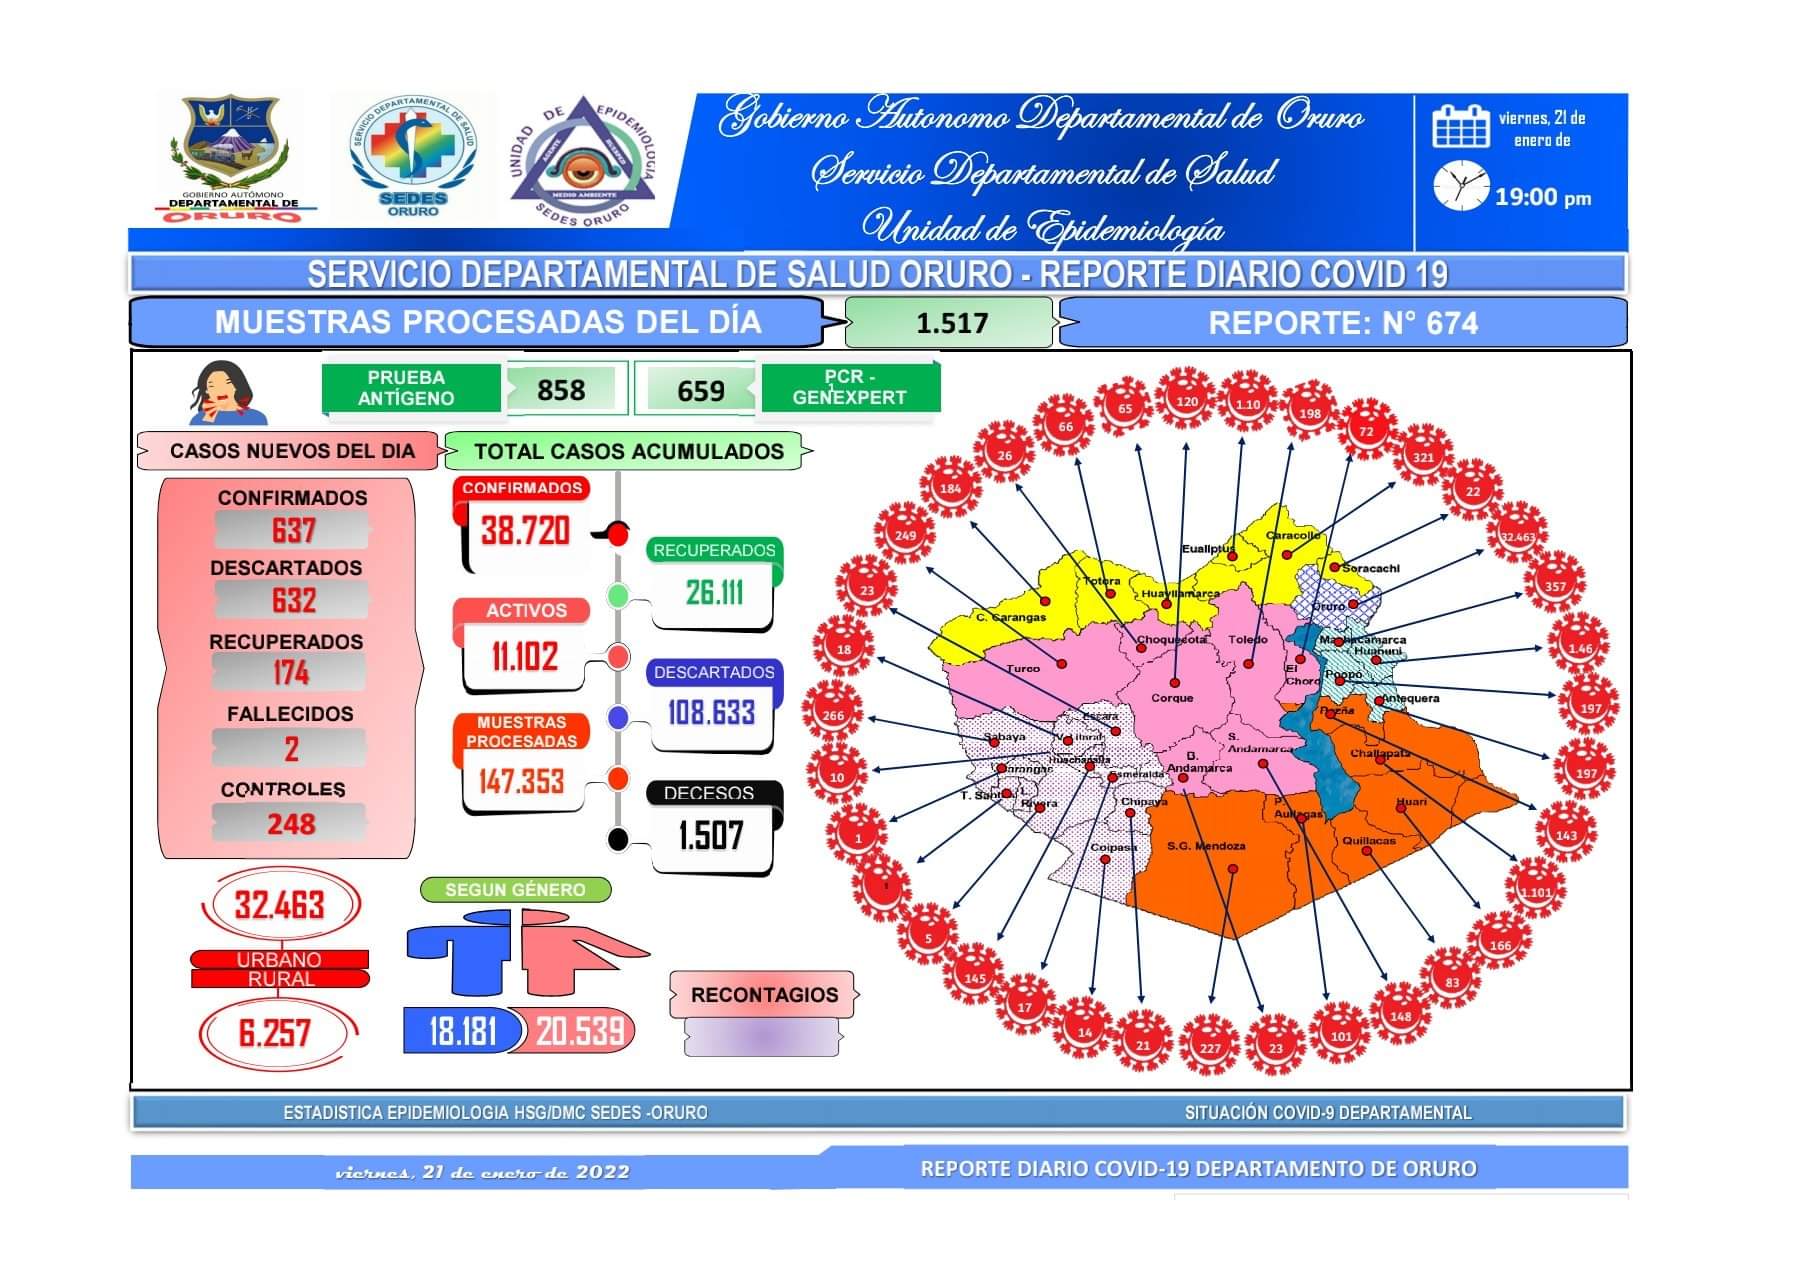 GOBIERNO AUTÓNOMO
DEPARTAMENTAL DE
ORURO
SERVICIO DEPARTAMENTAL DE SALUD
SEDES
ORURO
UNIDAD DE EPIDEMIOLOGIA
AGENTE
MEDIO AMBIENTE
SEDES ORURO
Gobierno Autonomo Departamental de Oruro
Servicio Departamental de Salud
Unidad de Epidemiología
viernes, 21 de
enero de
19:00 pm
SERVICIO DEPARTAMENTAL DE SALUD ORURO - REPORTE DIARIO COVID 19
MUESTRAS PROCESADAS DEL DÍA
1.517
REPORTE: N° 674
PRUEBA
ANTÍGENO
858
659
PCR -
GENEXPERT
CASOS NUEVOS DEL DIA
TOTAL CASOS ACUMULADOS
CONFIRMADOS
637
DESCARTADOS
632
RECUPERADOS
174
FALLECIDOS
2
CONTROLES
248
CONFIRMADOS
38.720
RECUPERADOS
26.111
ACTIVOS
11.102
DESCARTADOS
108.633
MUESTRAS
PROCESADAS
147.353
DECESOS
1.507
32.463
URBANO
RURAL
6.257
SEGUN GÉNERO
18.181
20.539
RECONTAGIOS
120
1.10
198
72
321
22
32.463
357
1.46
197
197
143
1.101
166
83
148
101
23
227
21
14
17
145
5
1
1
10
266
18
23
249
184
26
66
65
Caracollo
Eualiptus
Soracachi
Totora
Huayllamarca
Oruro
C. Carangas
Choquecota
Toledo
Machacamarca
Huanuni
Turco
El
Choro
Poopó
Corque
Antequera
Pazña
Escara
Sabaya
V. Litoral
S.
Andamarca
Challapata
Huachacalla
B.
Andamarca
Carangas
Esmeralda
T. Santi
L.
Rivera
Chipaya
P.
Aullagas
Huari
Coipasa
S.G. Mendoza
Quillacas
ESTADISTICA EPIDEMIOLOGIA HSG/DMC SEDES -ORURO
SITUACIÓN COVID-9 DEPARTAMENTAL
viernes, 21 de enero de 2022
REPORTE DIARIO COVID-19 DEPARTAMENTO DE ORURO